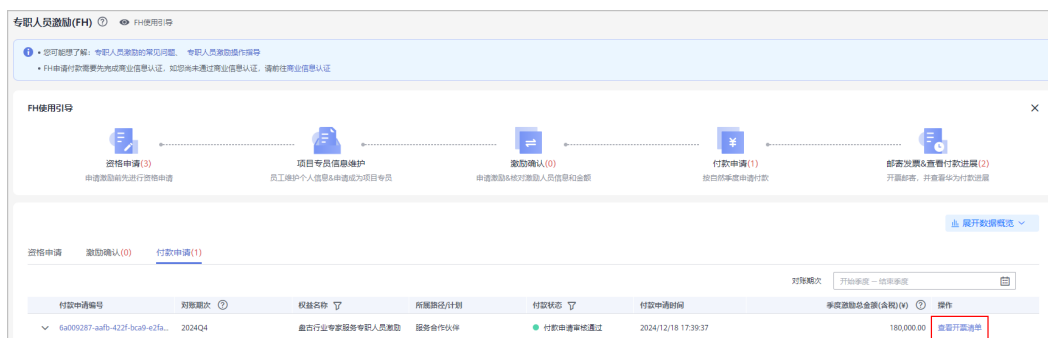 专职人员激励(FH) ? FH使用引导
• 您可能想了解：专职人员激励的常见问题、 专职人员激励操作指导
• FH申请付款需要先完成商业信息认证，如您尚未通过商业信息认证，请前往商业信息认证
FH使用引导
资格申请(3) 项目专员信息维护 激励确认(0) 付款申请(1) 邮寄发票&查看付款进展(2)
申请激励前先进行资格申请 员工维护个人信息&申请成为项目专员 申请激励&核对激励人员信息和金额 按自然季度申请付款 开票邮寄，并查看华为付款进展
展开数据概览
资格申请 激励确认(0) 付款申请(1)
对账期次 开始季度 – 结束季度
付款申请编号 对账期次 ? 权益名称 所属路径/计划 付款状态 付款申请时间 季度激励总金额(含税)(¥) ? 操作
6a009287-aafb-422f-bca9-e2fa... 2024Q4 盘古行业专家服务专职人员激励 服务合作伙伴 付款申请审核通过 2024/12/18 17:39:37 180,000.00 查看开票清单